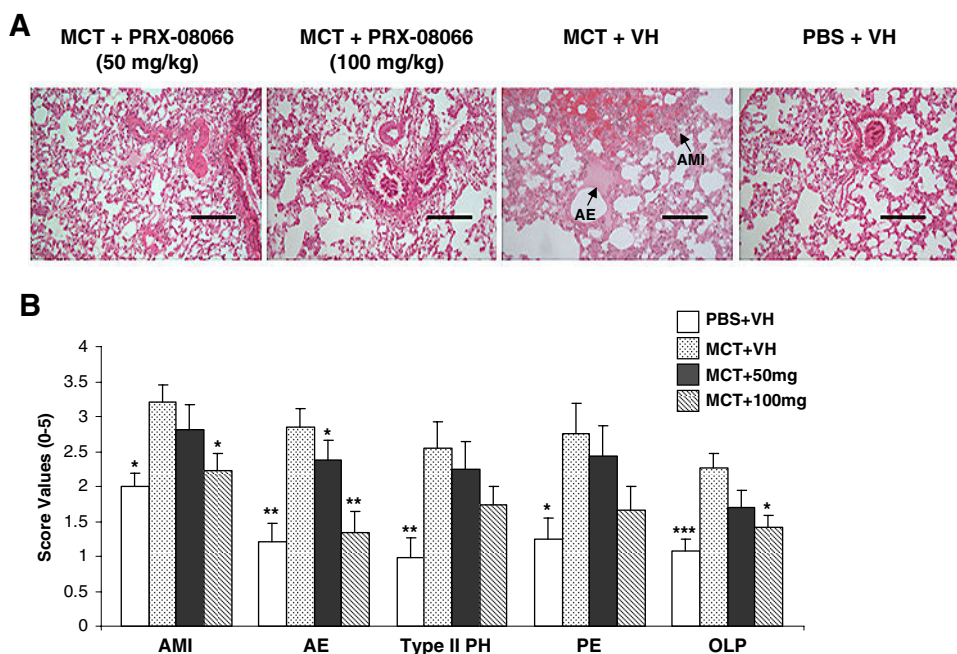 A
MCT + PRX-08066
(50 mg/kg)
MCT + PRX-08066
(100 mg/kg)
MCT + VH
PBS + VH
AMI
AE
B
PBS+VH
MCT+VH
MCT+50mg
MCT+100mg
Score Values (0-5)
4
3.5
3
2.5
2
1.5
1
0.5
0
*
*
**
*
**
**
*
***
*
AMI
AE
Type II PH
PE
OLP